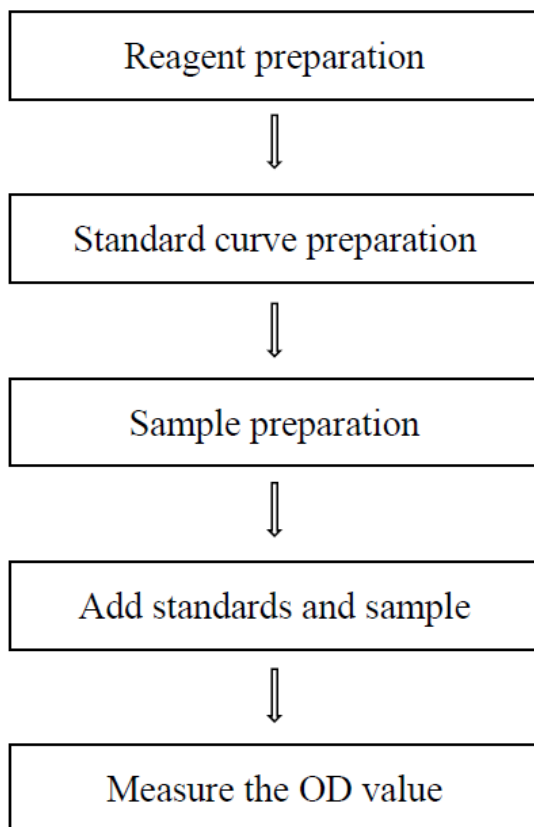 Reagent preparation
Standard curve preparation
Sample preparation
Add standards and sample
Measure the OD value